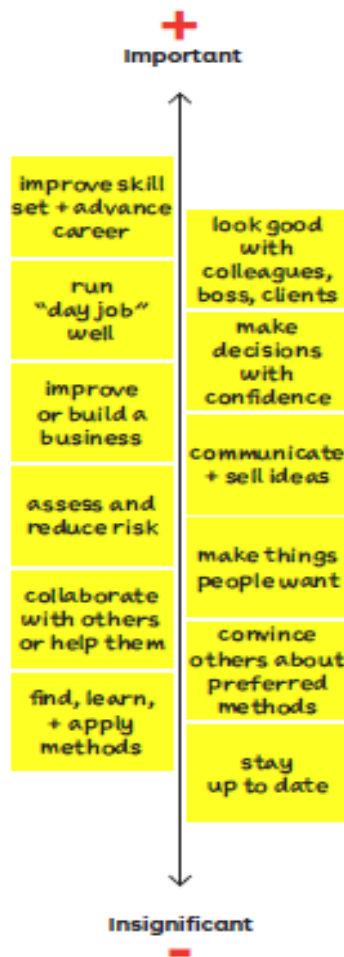 +
Important
improve skill
set + advance
career
look good
with
colleagues,
boss, clients
run
“day job”
well
make
decisions
with
confidence
improve
or build a
business
communicate
+ sell ideas
assess and
reduce risk
make things
people want
collaborate
with others
or help them
convince
others about
preferred
methods
find, learn,
+ apply
methods
stay
up to date
Insignificant
-